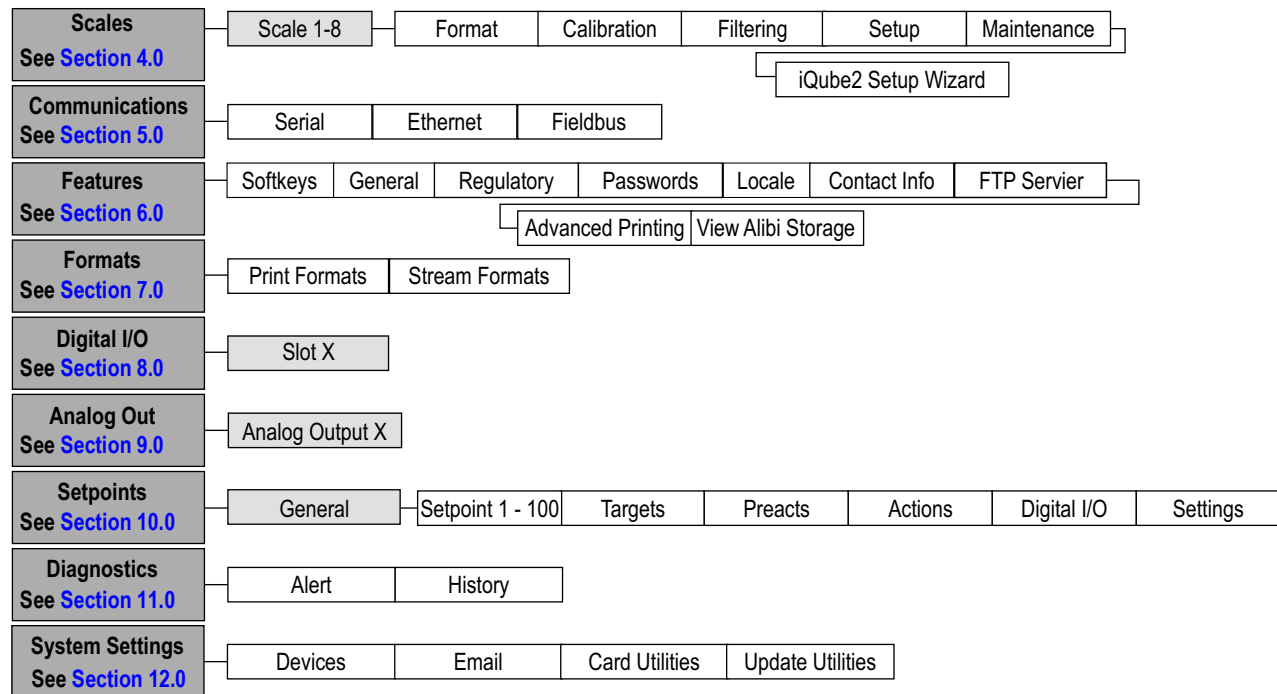 Scales
See Section 4.0
Scale 1-8
Format
Calibration
Filtering
Setup
Maintenance
iQube2 Setup Wizard
Communications
See Section 5.0
Serial
Ethernet
Fieldbus
Features
See Section 6.0
Softkeys
General
Regulatory
Passwords
Locale
Contact Info
FTP Servier
Advanced Printing
View Alibi Storage
Formats
See Section 7.0
Print Formats
Stream Formats
Digital I/O
See Section 8.0
Slot X
Analog Out
See Section 9.0
Analog Output X
Setpoints
See Section 10.0
General
Setpoint 1 - 100
Targets
Preacts
Actions
Digital I/O
Settings
Diagnostics
See Section 11.0
Alert
History
System Settings
See Section 12.0
Devices
Email
Card Utilities
Update Utilities